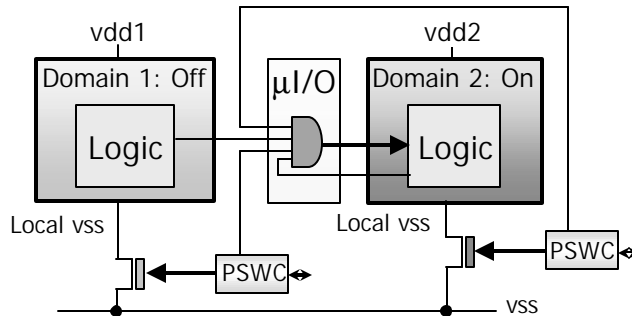 vdd1
vdd2
Domain 1: Off
μI/O
Domain 2: On
Logic
Logic
Local vss
Local vss
PSWC
PSWC
vss